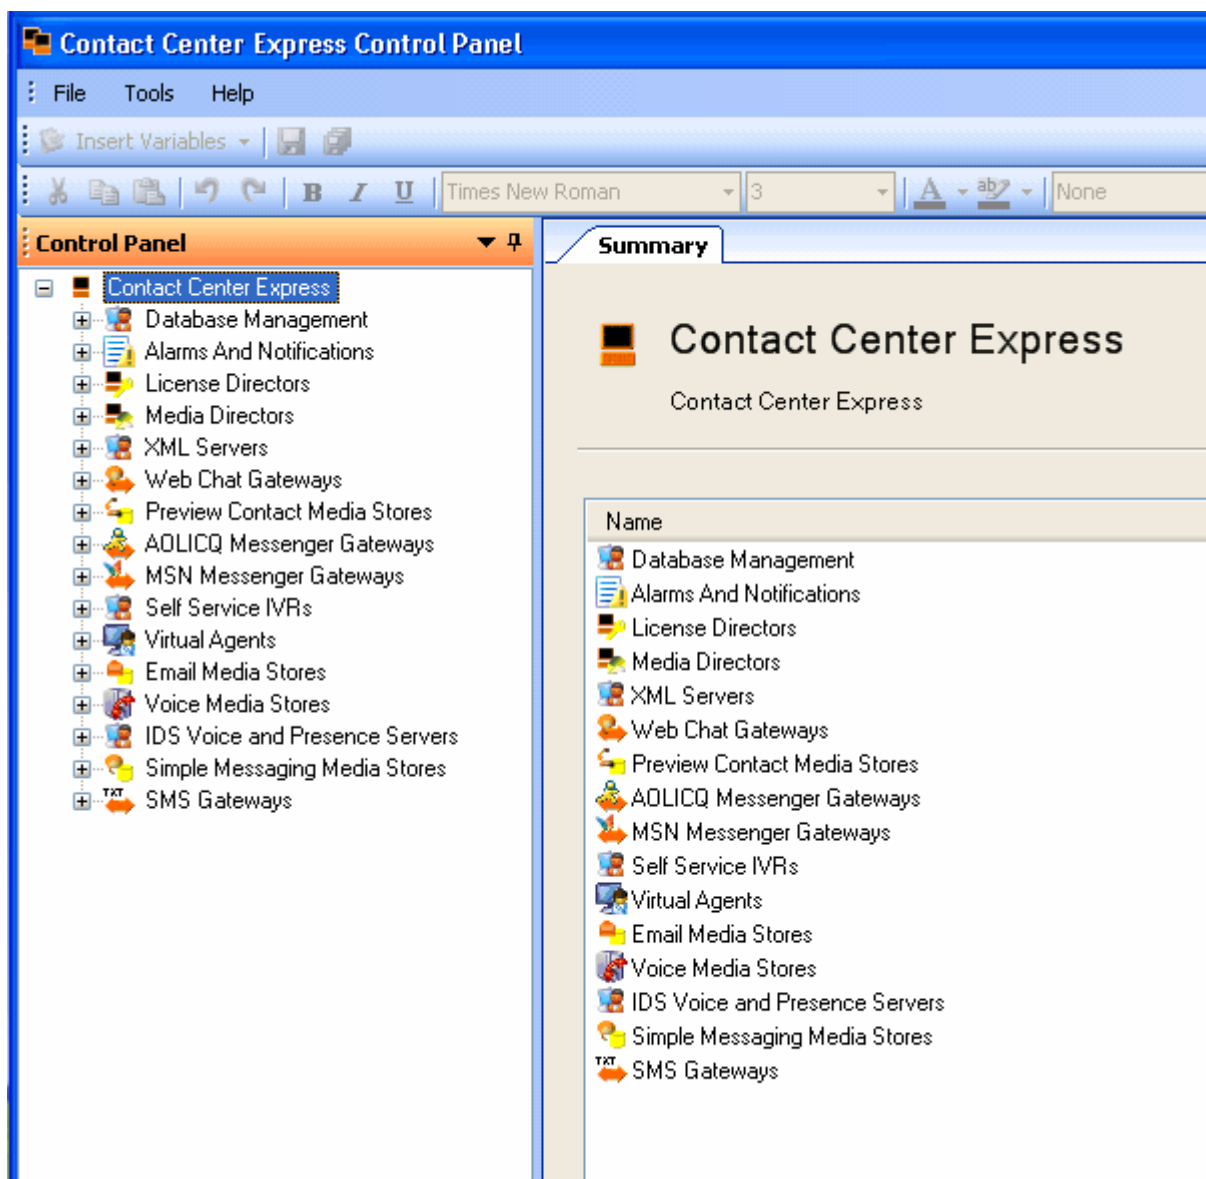 Contact Center Express Control Panel
File Tools Help
Insert Variables
B I U Times New Roman 3 A ab None
Control Panel
Summary
Contact Center Express
Database Management
Alarms And Notifications
License Directors
Media Directors
XML Servers
Web Chat Gateways
Preview Contact Media Stores
AOLICQ Messenger Gateways
MSN Messenger Gateways
Self Service IVRs
Virtual Agents
Email Media Stores
Voice Media Stores
IDS Voice and Presence Servers
Simple Messaging Media Stores
TXT SMS Gateways
Contact Center Express
Contact Center Express
Name
Database Management
Alarms And Notifications
License Directors
Media Directors
XML Servers
Web Chat Gateways
Preview Contact Media Stores
AOLICQ Messenger Gateways
MSN Messenger Gateways
Self Service IVRs
Virtual Agents
Email Media Stores
Voice Media Stores
IDS Voice and Presence Servers
Simple Messaging Media Stores
TXT SMS Gateways